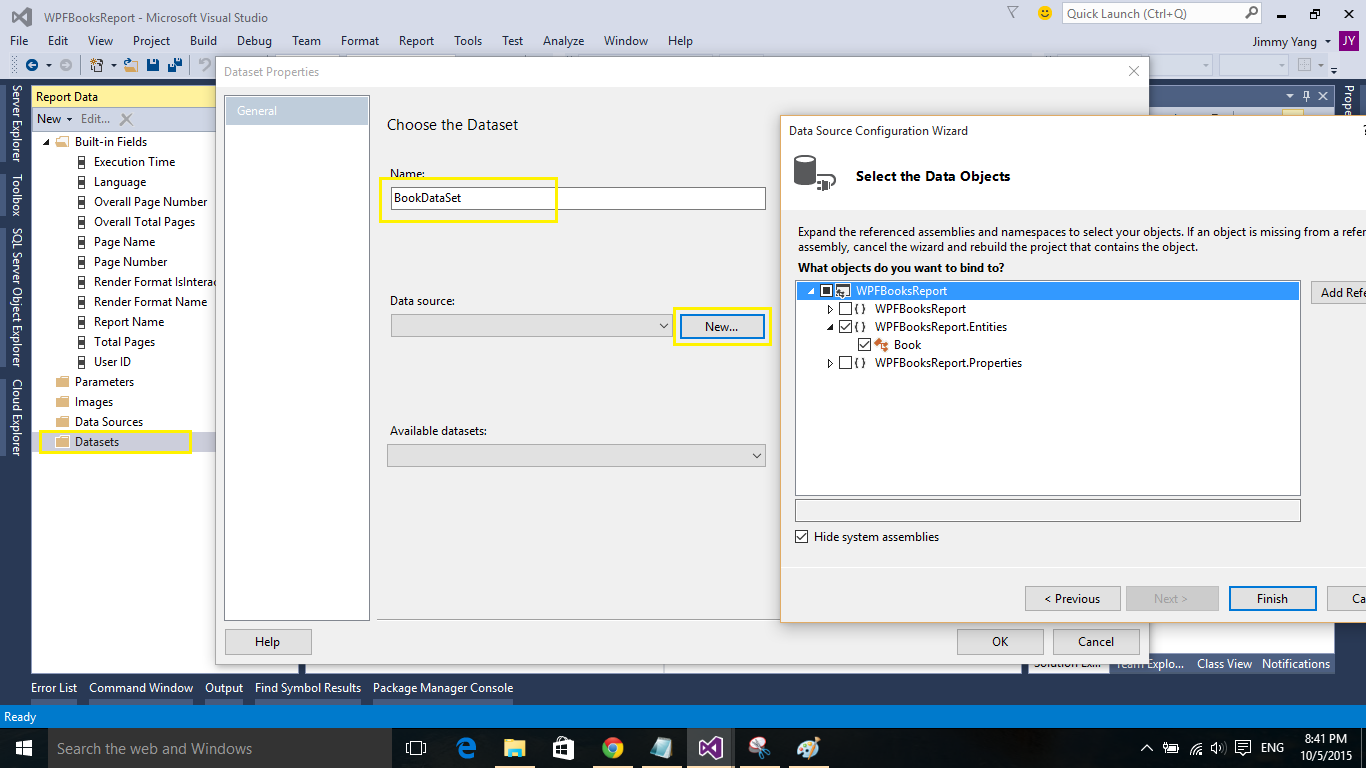 WPFBooksReport - Microsoft Visual Studio
Quick Launch (Ctrl+Q)
File Edit View Project Build Debug Team Format Report Tools Test Analyze Window Help
Jimmy Yang JY
Server Explorer
Toolbox
SQL Server Object Explorer
Cloud Explorer
Report Data
New Edit...
Built-in Fields
Execution Time
Language
Overall Page Number
Overall Total Pages
Page Name
Page Number
Render Format IsInterac
Render Format Name
Report Name
Total Pages
User ID
Parameters
Images
Data Sources
Datasets
Dataset Properties
General
Choose the Dataset
Name:
BookDataSet
Data source:
New...
Available datasets:
Help
OK
Cancel
Proper
Data Source Configuration Wizard
?
Select the Data Objects
Expand the referenced assemblies and namespaces to select your objects. If an object is missing from a refer
assembly, cancel the wizard and rebuild the project that contains the object.
What objects do you want to bind to?
WPFBooksReport
{ } WPFBooksReport
{ } WPFBooksReport.Entities
Book
{ } WPFBooksReport.Properties
Add Refe
Hide system assemblies
< Previous
Next >
Finish
Ca
Solution Ex... Team Explo... Class View Notifications
Error List Command Window Output Find Symbol Results Package Manager Console
Ready
Search the web and Windows
ENG
8:41 PM
10/5/2015